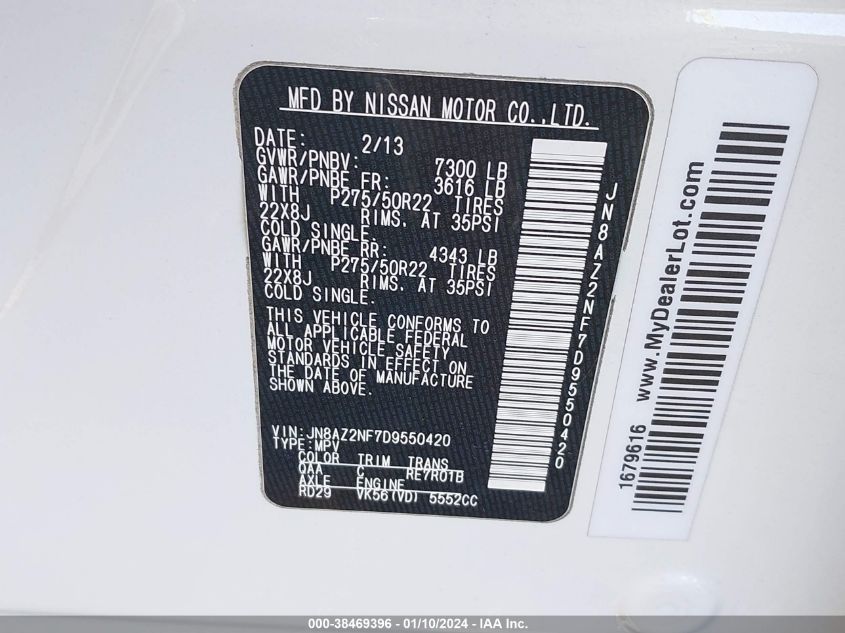 MFD BY NISSAN MOTOR CO.,LTD.
DATE: 2/13
GVWR/PNBV: 7300 LB
GAWR/PNBE FR: 3616 LB
WITH P275/50R22 TIRES
22X8J RIMS. AT 35PSI
COLD SINGLE.
GAWR/PNBE RR: 4343 LB
WITH P275/50R22 TIRES
22X8J RIMS. AT 35PSI
COLD SINGLE.
THIS VEHICLE CONFORMS TO
ALL APPLICABLE FEDERAL
MOTOR VEHICLE SAFETY
STANDARDS IN EFFECT ON
THE DATE OF MANUFACTURE
SHOWN ABOVE.
VIN:JN8AZ2NF7D9550420
TYPE:MPV
COLOR TRIM TRANS
QAA C RE7R01B
AXLE ENGINE
RD29 VK56(VD) 5552CC
JN8AZ2NF7D9550420
1679616 www.MyDealerLot.com
000-38469396 — 01/10/2024 — IAA Inc.